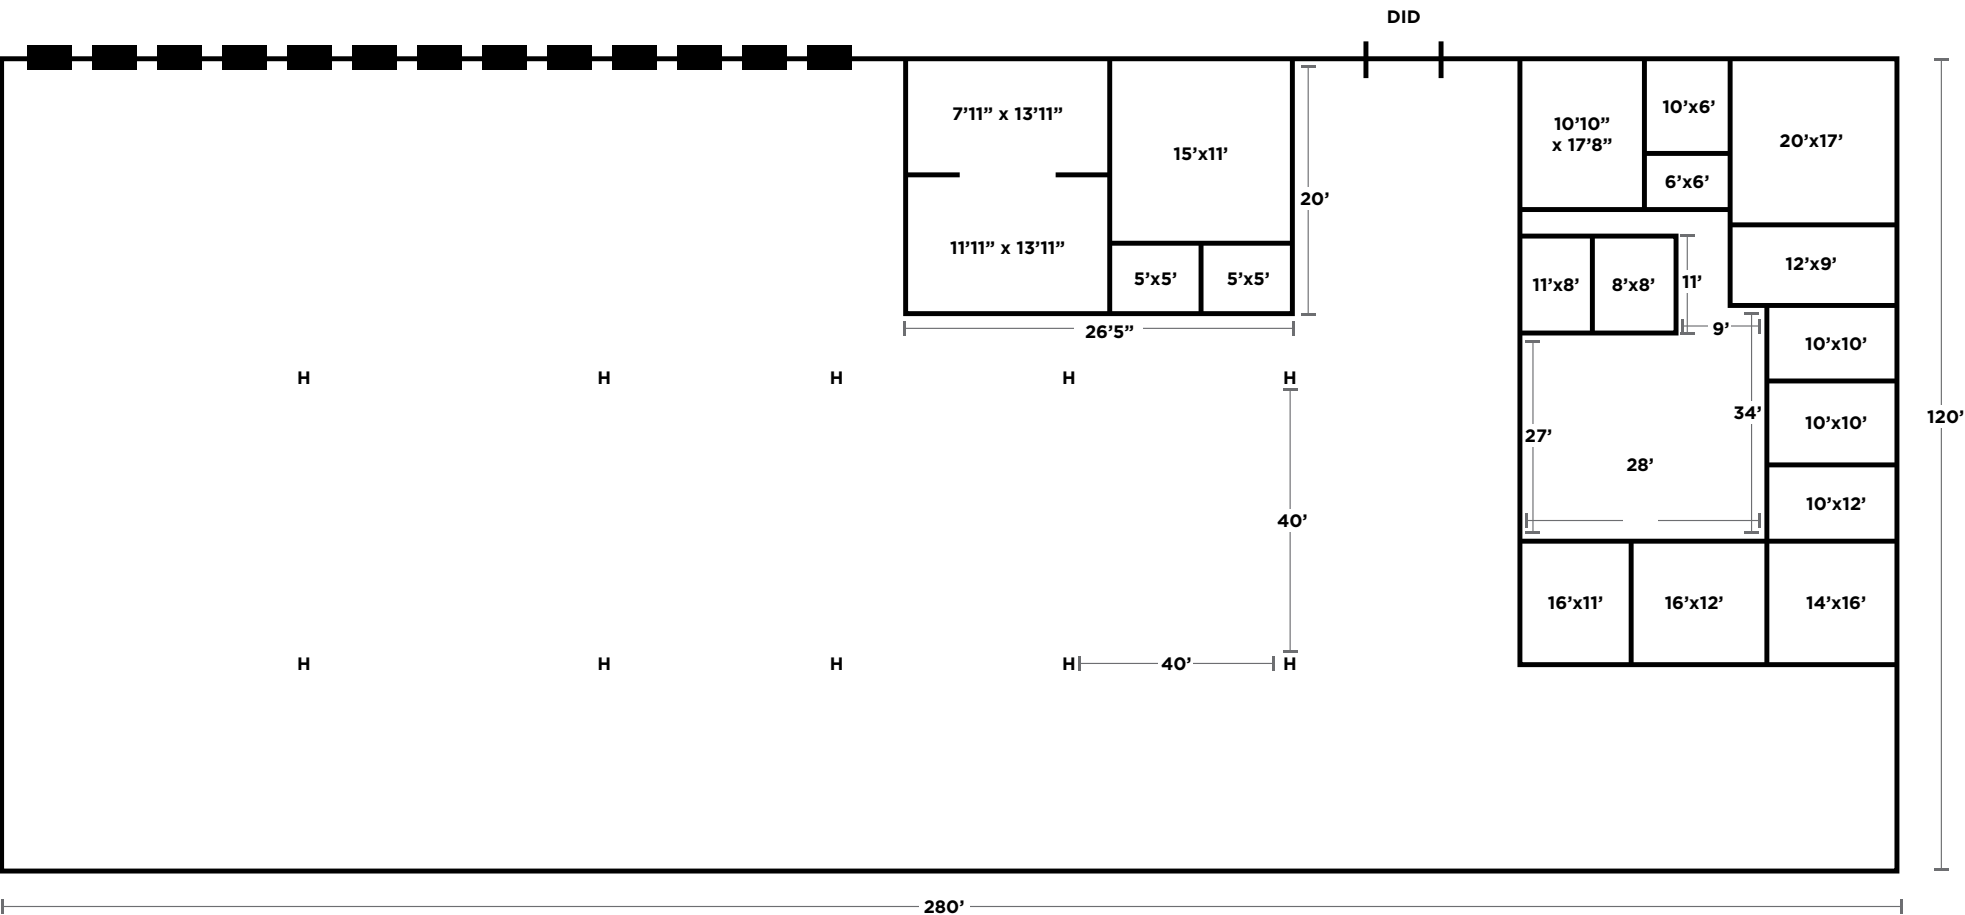 DID
7’11” x 13’11”
15’x11’
20’
11’11” x 13’11”
5’x5’
5’x5’
26’5”
10’10”
x 17’8”
10’x6’
6’x6’
20’x17’
12’x9’
11’x8’
8’x8’
11’
9’
10’x10’
10’x10’
10’x12’
34’
27’
28’
16’x11’
16’x12’
14’x16’
120’
H
H
H
H
H
40’
H
H
H
H
40’
H
280’